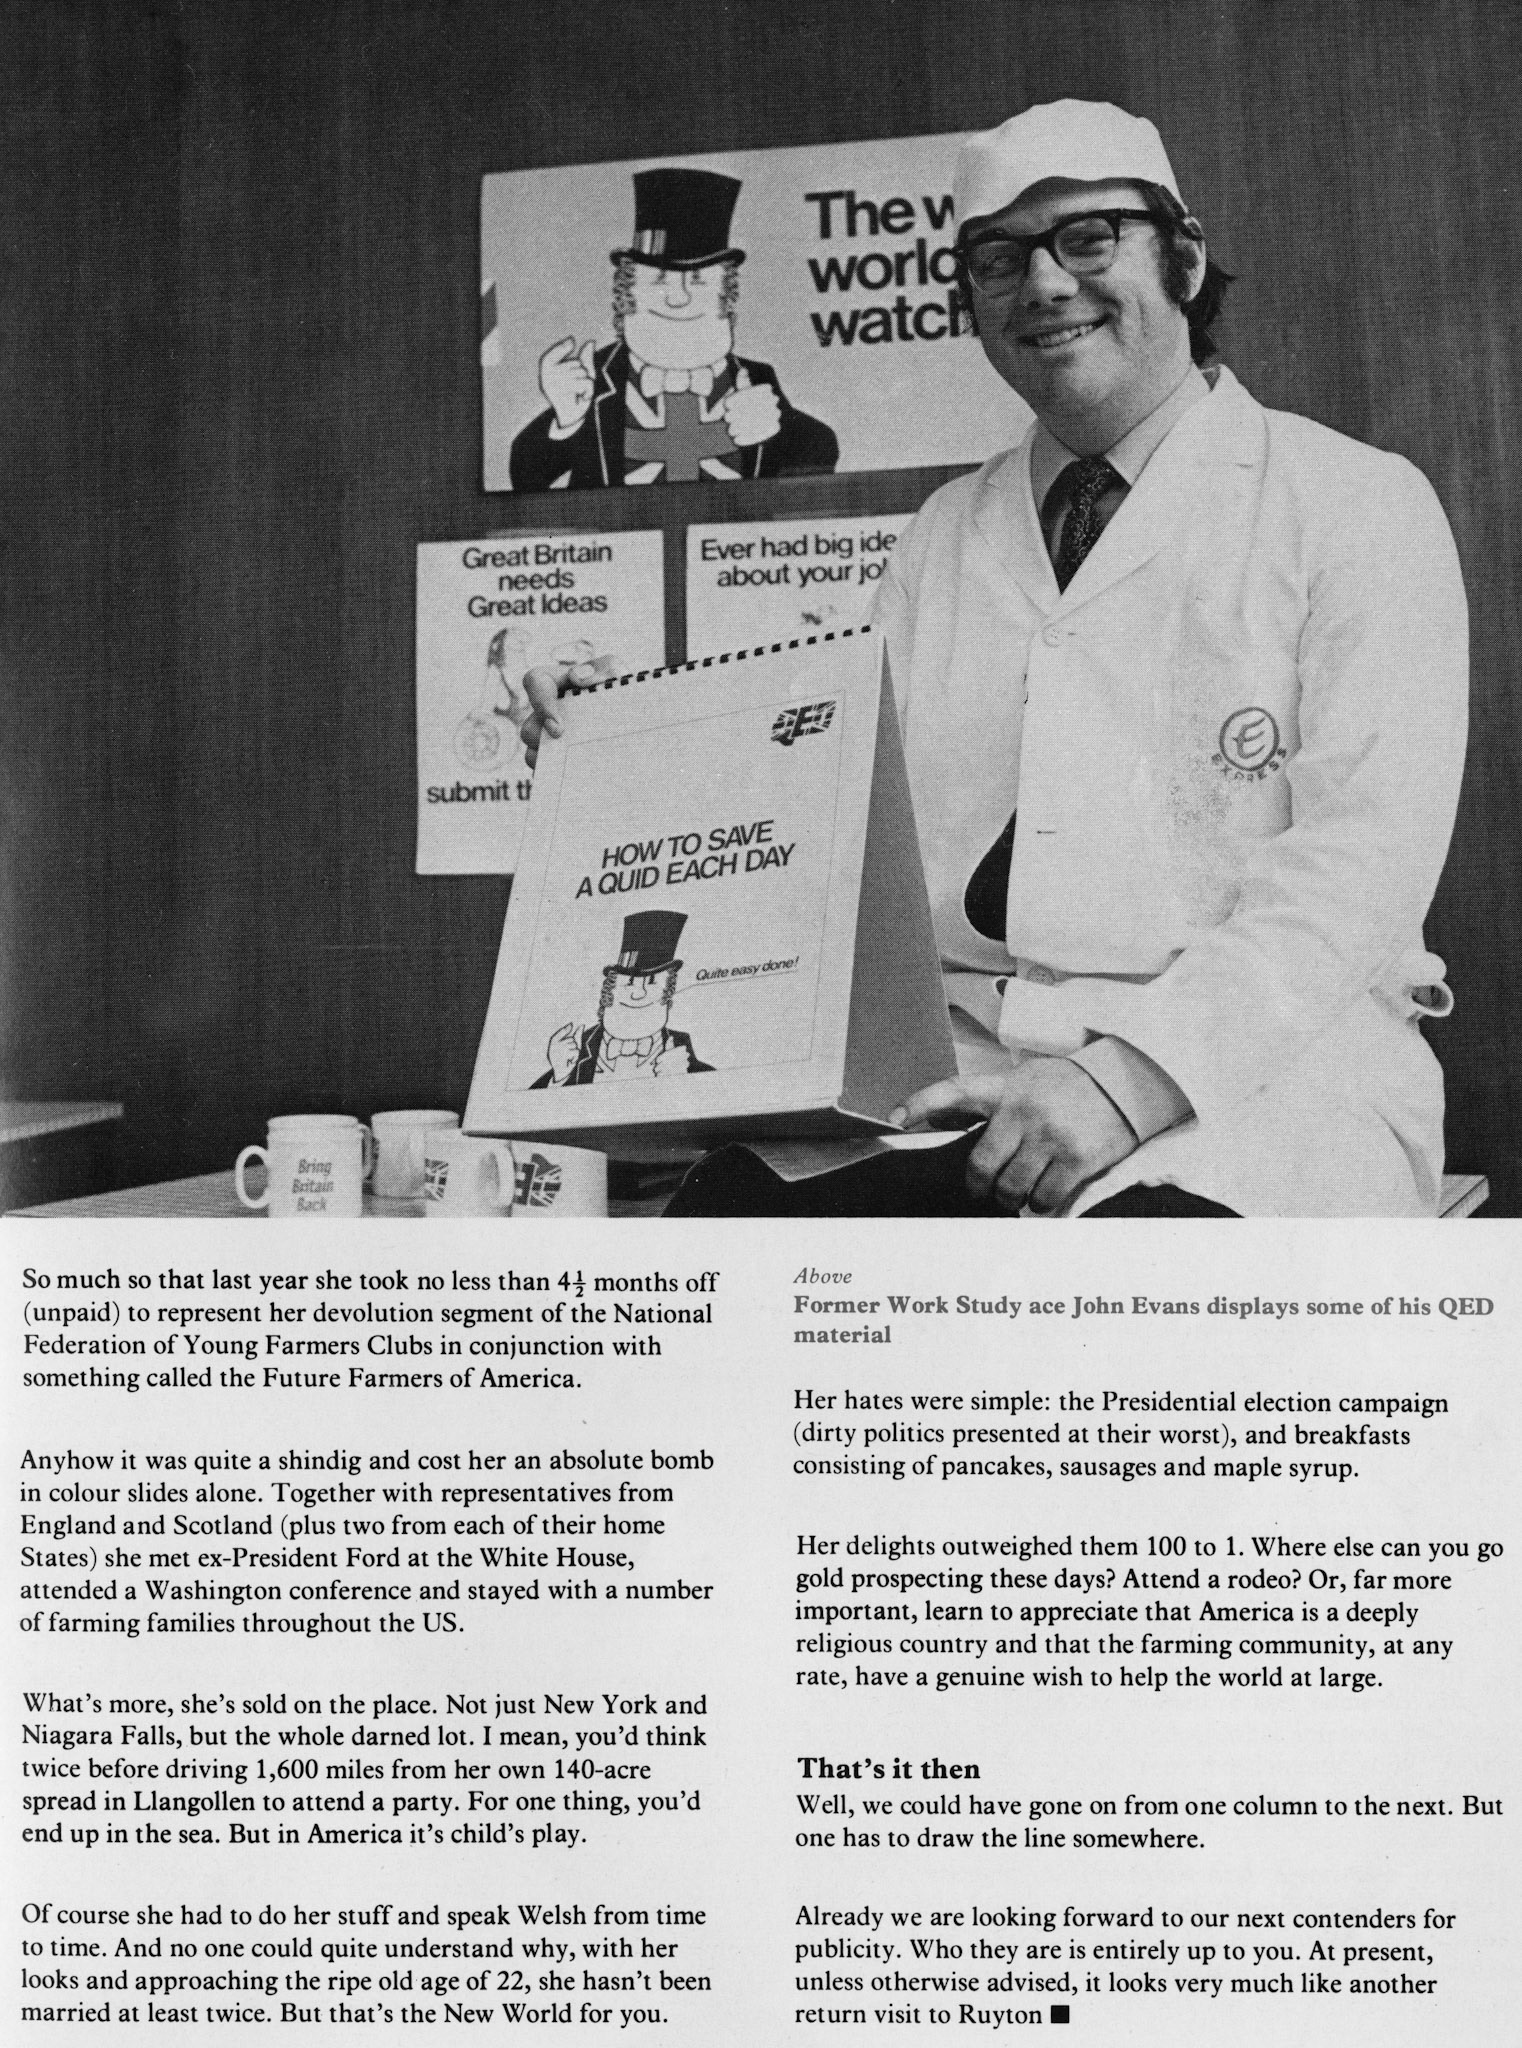 The w
world
watch
Great Britain
needs
Great Ideas
submit th
Ever had big ide
about your jo
QED
HOW TO SAVE
A QUID EACH DAY
Quite easy done!
E
EXPRESS
Bring
Britain
Back
So much so that last year she took no less than 4½ months off
(unpaid) to represent her devolution segment of the National
Federation of Young Farmers Clubs in conjunction with
something called the Future Farmers of America.
Anyhow it was quite a shindig and cost her an absolute bomb
in colour slides alone. Together with representatives from
England and Scotland (plus two from each of their home
States) she met ex-President Ford at the White House,
attended a Washington conference and stayed with a number
of farming families throughout the US.
What's more, she's sold on the place. Not just New York and
Niagara Falls, but the whole darned lot. I mean, you'd think
twice before driving 1,600 miles from her own 140-acre
spread in Llangollen to attend a party. For one thing, you'd
end up in the sea. But in America it's child's play.
Of course she had to do her stuff and speak Welsh from time
to time. And no one could quite understand why, with her
looks and approaching the ripe old age of 22, she hasn't been
married at least twice. But that's the New World for you.
Above
Former Work Study ace John Evans displays some of his QED
material
Her hates were simple: the Presidential election campaign
(dirty politics presented at their worst), and breakfasts
consisting of pancakes, sausages and maple syrup.
Her delights outweighed them 100 to 1. Where else can you go
gold prospecting these days? Attend a rodeo? Or, far more
important, learn to appreciate that America is a deeply
religious country and that the farming community, at any
rate, have a genuine wish to help the world at large.
That's it then
Well, we could have gone on from one column to the next. But
one has to draw the line somewhere.
Already we are looking forward to our next contenders for
publicity. Who they are is entirely up to you. At present,
unless otherwise advised, it looks very much like another
return visit to Ruyton ■